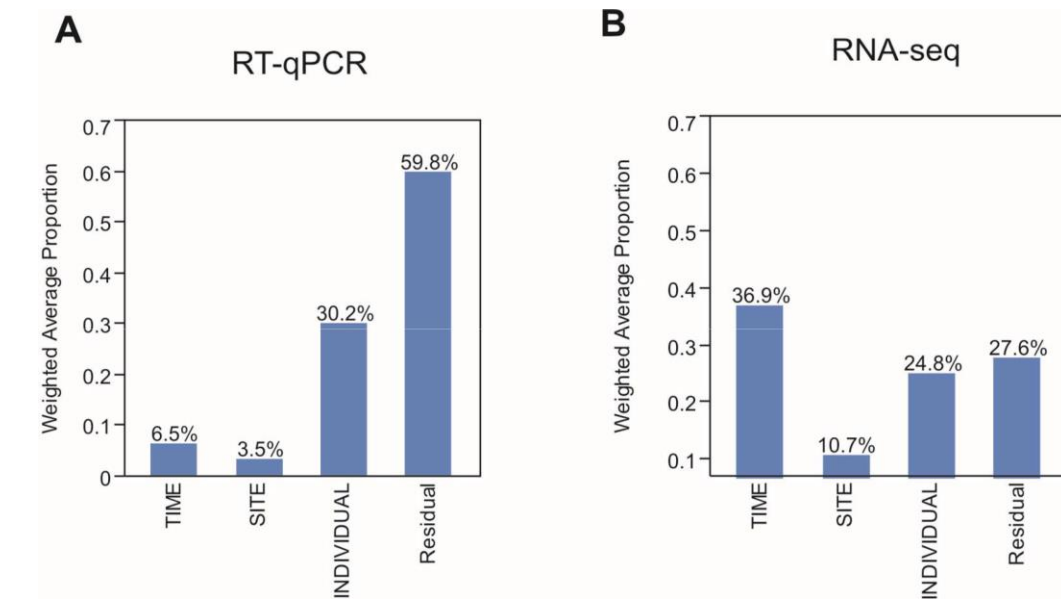 A
RT-qPCR
Weighted Average Proportion
0.7
0.6
0.5
0.4
0.3
0.2
0.1
0
6.5%
3.5%
30.2%
59.8%
TIME
SITE
INDIVIDUAL
Residual
B
RNA-seq
Weighted Average Proportion
0.7
0.6
0.5
0.4
0.3
0.2
0.1
36.9%
10.7%
24.8%
27.6%
TIME
SITE
INDIVIDUAL
Residual